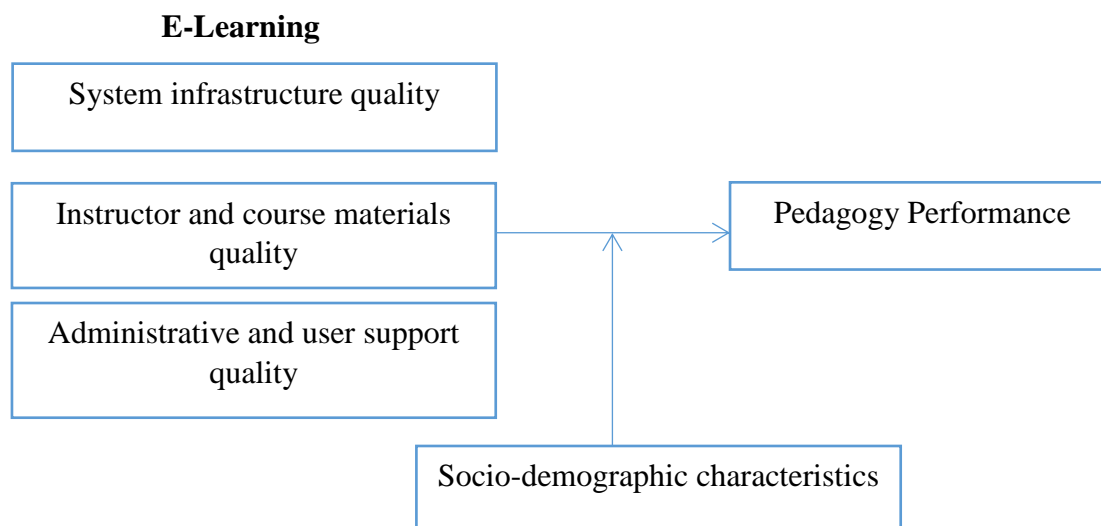 E-Learning
System infrastructure quality
Instructor and course materials
quality
Pedagogy Performance
Administrative and user support
quality
Socio-demographic characteristics